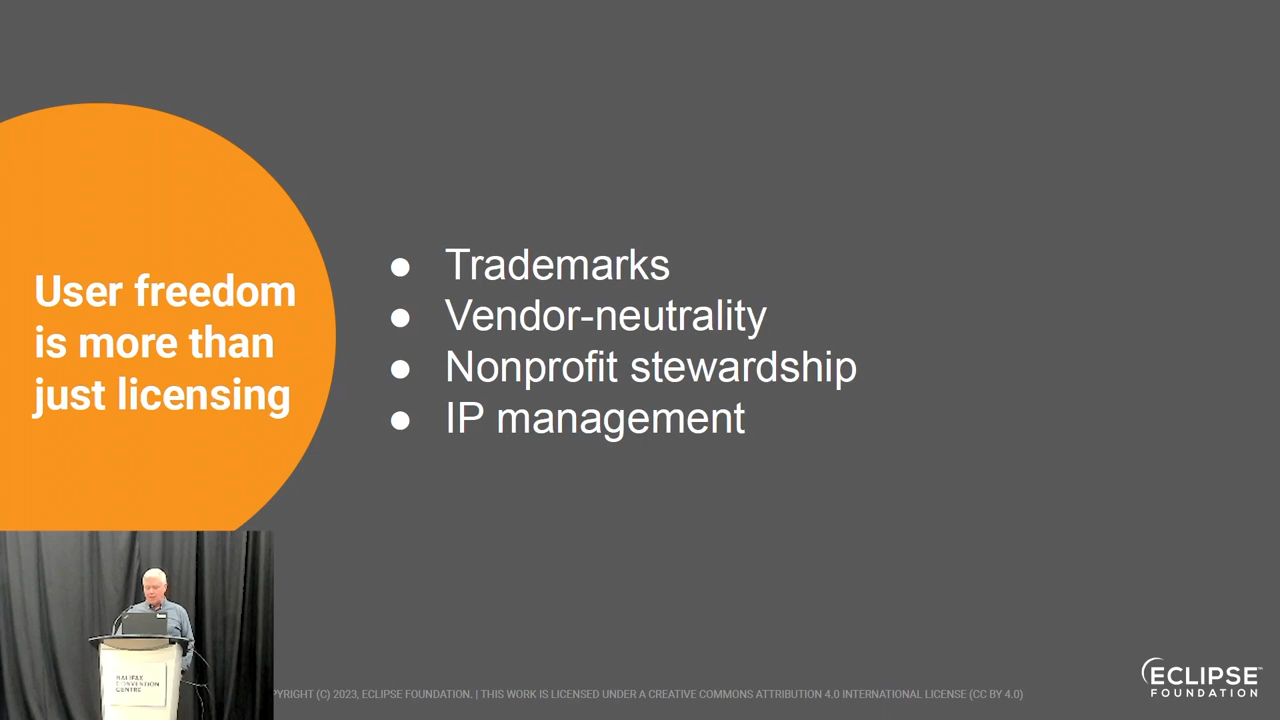 User freedom
is more than
just licensing
● Trademarks
● Vendor-neutrality
● Nonprofit stewardship
● IP management
HALIFAX
CONVENTION
CENTRE
PYRIGHT (C) 2023, ECLIPSE FOUNDATION. | THIS WORK IS LICENSED UNDER A CREATIVE COMMONS ATTRIBUTION 4.0 INTERNATIONAL LICENSE (CC BY 4.0)
ECLIPSE™
FOUNDATION